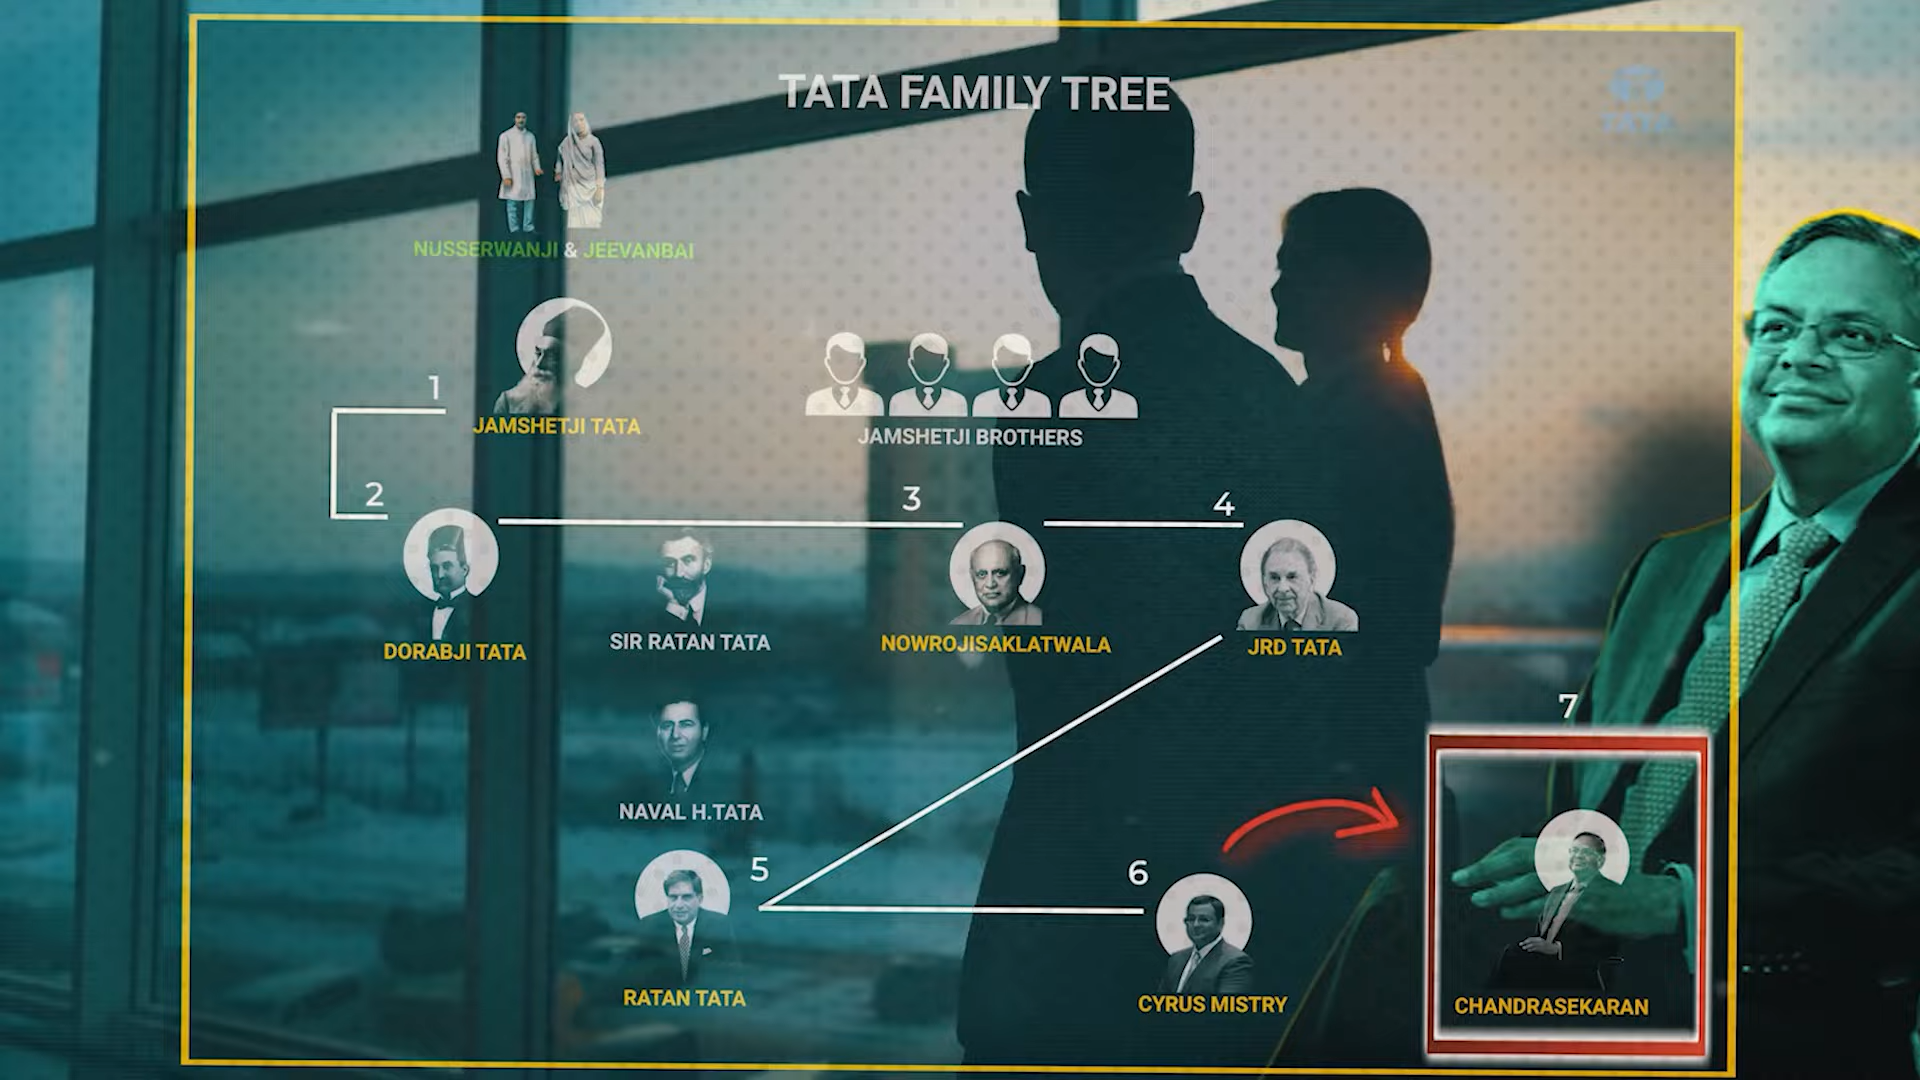 TATA FAMILY TREE
TATA
NUSSERWANJI & JEEVANBAI
1
JAMSHETJI TATA
JAMSHETJI BROTHERS
2
3
4
DORABJI TATA
SIR RATAN TATA
NOWROJISAKLATWALA
JRD TATA
7
NAVAL H.TATA
5
6
RATAN TATA
CYRUS MISTRY
CHANDRASEKARAN